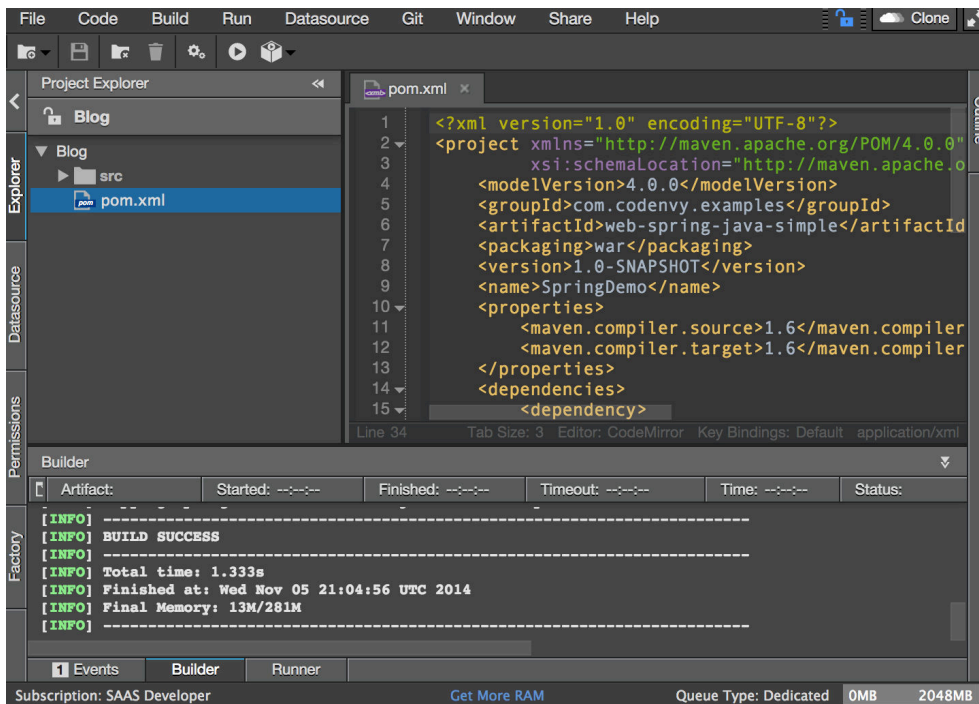 File Code Build Run Datasource Git Window Share Help Clone
Project Explorer
Blog
Blog
src
pom.xml
Explorer
Datasource
Permissions
Factory
pom.xml
1 <?xml version="1.0" encoding="UTF-8"?>
2 <project xmlns="http://maven.apache.org/POM/4.0.0"
3 xsi:schemaLocation="http://maven.apache.o
4 <modelVersion>4.0.0</modelVersion>
5 <groupId>com.codenvy.examples</groupId>
6 <artifactId>web-spring-java-simple</artifactId
7 <packaging>war</packaging>
8 <version>1.0-SNAPSHOT</version>
9 <name>SpringDemo</name>
10 <properties>
11 <maven.compiler.source>1.6</maven.compiler
12 <maven.compiler.target>1.6</maven.compiler
13 </properties>
14 <dependencies>
15 <dependency>
Line 34 Tab Size: 3 Editor: CodeMirror Key Bindings: Default application/xml
Builder
Artifact: Started: --:--:-- Finished: --:--:-- Timeout: --:--:-- Time: --:--:-- Status:
[INFO] ------------------------------------------------------------------------
[INFO] BUILD SUCCESS
[INFO] ------------------------------------------------------------------------
[INFO] Total time: 1.333s
[INFO] Finished at: Wed Nov 05 21:04:56 UTC 2014
[INFO] Final Memory: 13M/281M
[INFO] ------------------------------------------------------------------------
1 Events Builder Runner
Subscription: SAAS Developer Get More RAM Queue Type: Dedicated 0MB 2048MB